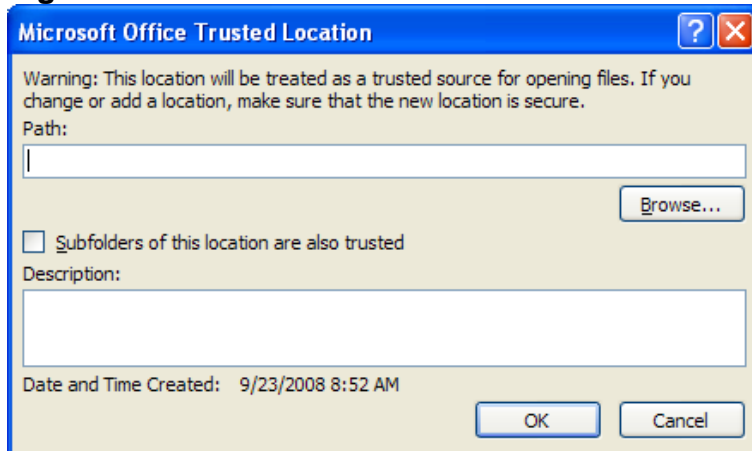 Microsoft Office Trusted Location
Warning: This location will be treated as a trusted source for opening files. If you
change or add a location, make sure that the new location is secure.
Path:
Browse...
Subfolders of this location are also trusted
Description:
Date and Time Created: 9/23/2008 8:52 AM
OK Cancel